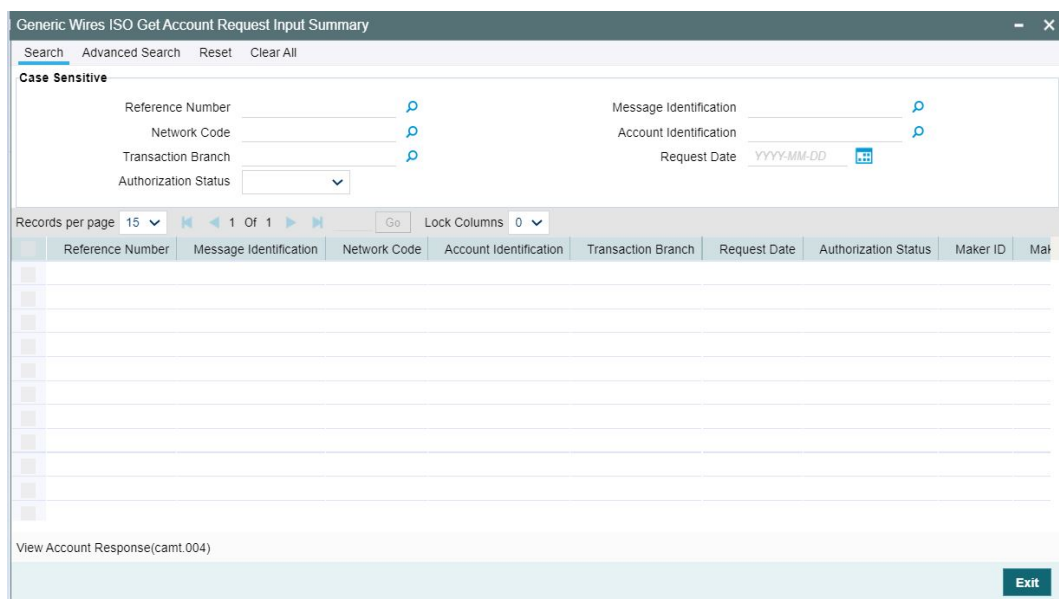 Generic Wires ISO Get Account Request Input Summary
Search Advanced Search Reset Clear All
Case Sensitive
Reference Number Message Identification
Network Code Account Identification
Transaction Branch Request Date YYYY-MM-DD
Authorization Status
Records per page 15 1 Of 1 Go Lock Columns 0
Reference Number Message Identification Network Code Account Identification Transaction Branch Request Date Authorization Status Maker ID
View Account Response(camt.004)
Exit